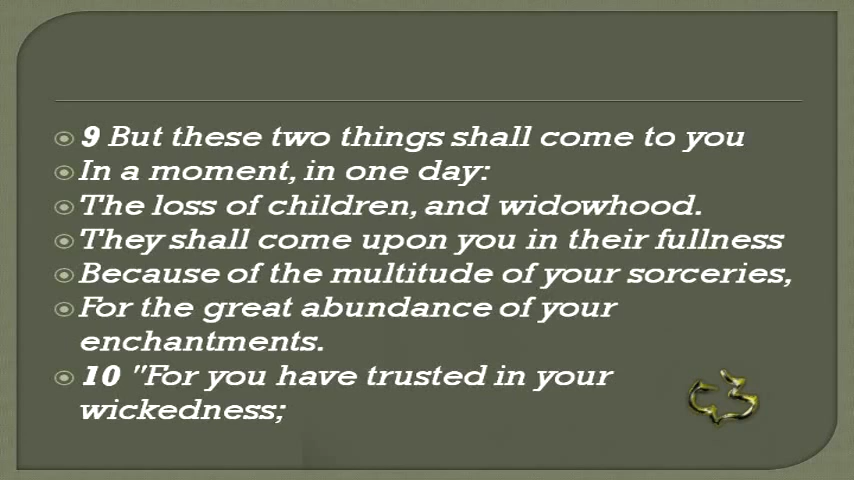 9 But these two things shall come to you
In a moment, in one day:
The loss of children, and widowhood.
They shall come upon you in their fullness
Because of the multitude of your sorceries,
For the great abundance of your
enchantments.
10 "For you have trusted in your
wickedness;